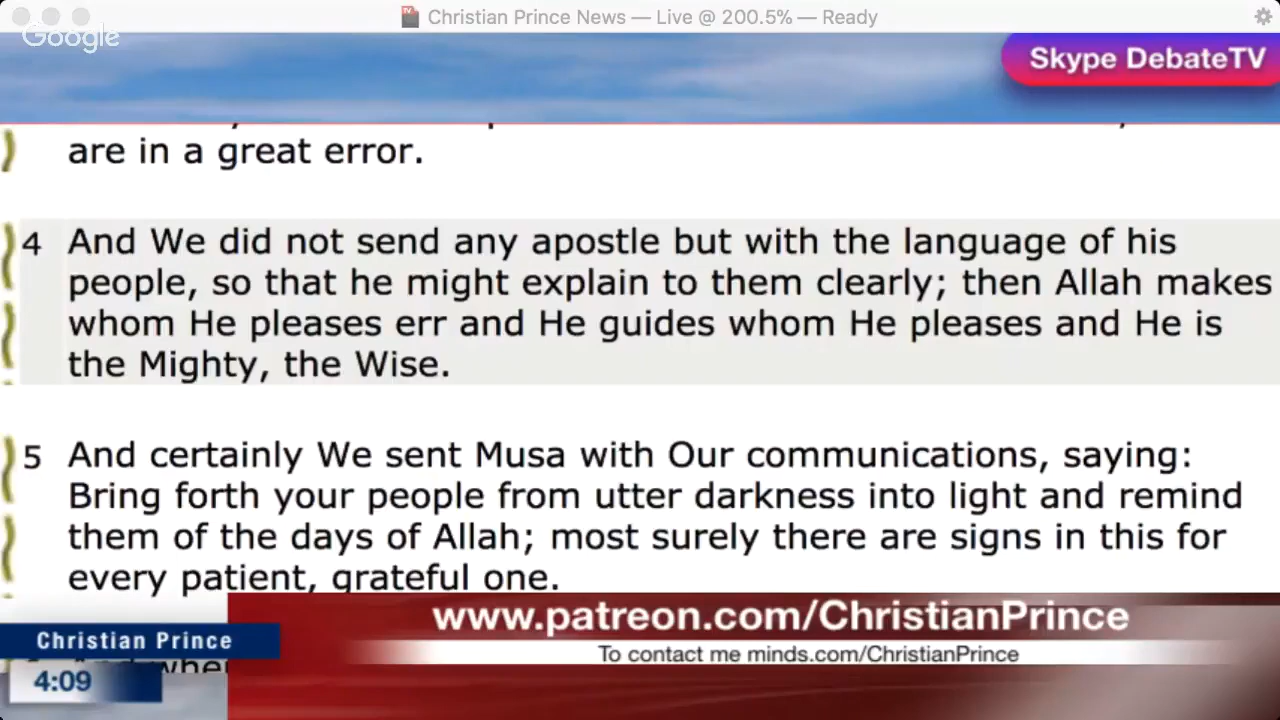 Christian Prince News — Live @ 200.5% — Ready
Google
Skype DebateTV
are in a great error.
4 And We did not send any apostle but with the language of his
people, so that he might explain to them clearly; then Allah makes
whom He pleases err and He guides whom He pleases and He is
the Mighty, the Wise.
5 And certainly We sent Musa with Our communications, saying:
Bring forth your people from utter darkness into light and remind
them of the days of Allah; most surely there are signs in this for
every patient, grateful one.
www.patreon.com/ChristianPrince
Christian Prince
To contact me minds.com/ChristianPrince
4:09